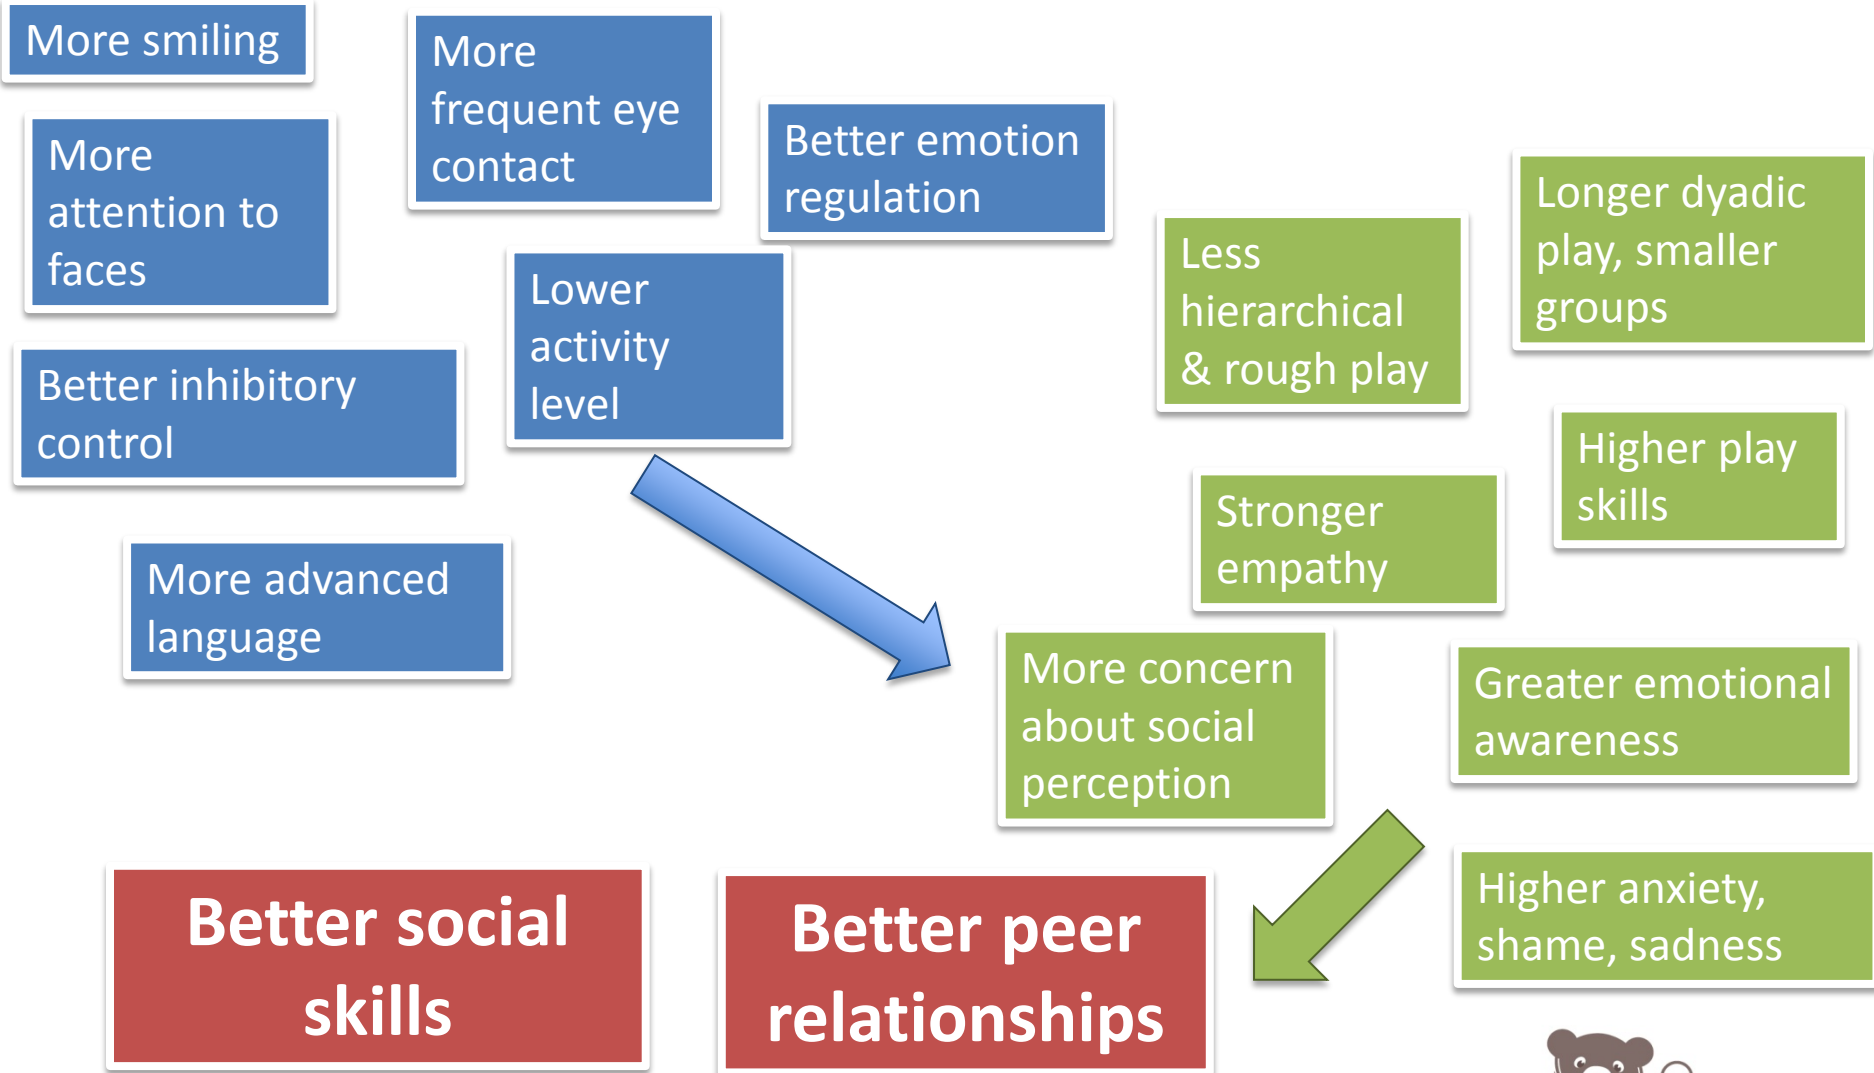 More smiling
More
frequent eye
contact
More
attention to
faces
Better emotion
regulation
Lower
activity
level
Better inhibitory
control
More advanced
language
Less
hierarchical
& rough play
Longer dyadic
play, smaller
groups
Higher play
skills
Stronger
empathy
More concern
about social
perception
Greater emotional
awareness
Higher anxiety,
shame, sadness
Better social
skills
Better peer
relationships